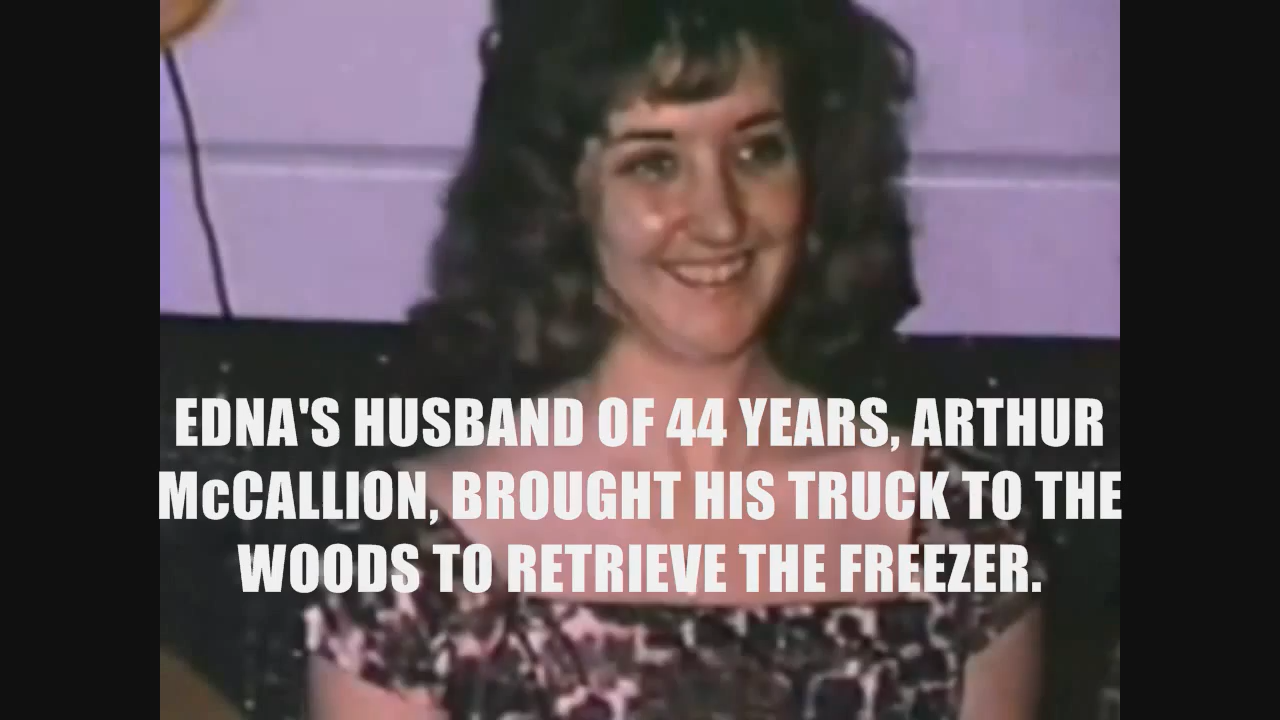 EDNA'S HUSBAND OF 44 YEARS, ARTHUR
McCALLION, BROUGHT HIS TRUCK TO THE
WOODS TO RETRIEVE THE FREEZER.